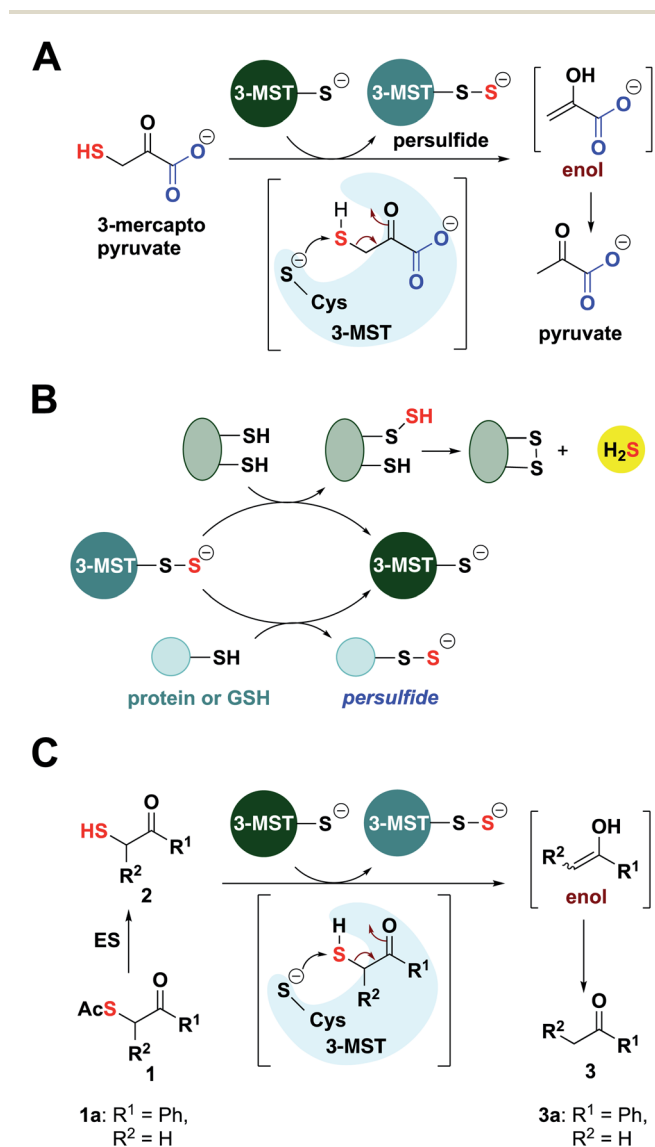 A
3-MST
S
⊖
3-MST
S
S
⊖
persulfide
OH
O
⊖
O
enol
HS
O
O
⊖
O
3-mercapto
pyruvate
H
S
O
O
⊖
O
⊖
S
Cys
3-MST
O
O
⊖
O
pyruvate
B
SH
SH
SH
S
SH
S
S
+
H₂S
3-MST
S
S
⊖
3-MST
S
⊖
SH
S
S
⊖
protein or GSH
persulfide
C
HS
O
R¹
R²
2
ES
AcS
O
R¹
R²
1
1a: R¹ = Ph,
R² = H
3-MST
S
⊖
3-MST
S
S
⊖
H
S
O
R¹
R²
⊖
S
Cys
3-MST
OH
R²
R¹
enol
O
R²
R¹
3
3a: R¹ = Ph,
R² = H